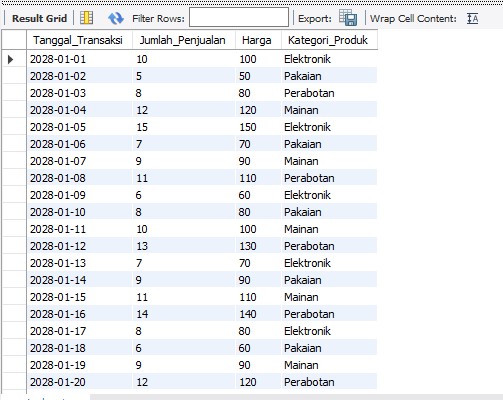 Result Grid Filter Rows: Export: Wrap Cell Content:
Tanggal_Transaksi Jumlah_Penjualan Harga Kategori_Produk
2028-01-01 10 100 Elektronik
2028-01-02 5 50 Pakaian
2028-01-03 8 80 Perabotan
2028-01-04 12 120 Mainan
2028-01-05 15 150 Elektronik
2028-01-06 7 70 Pakaian
2028-01-07 9 90 Mainan
2028-01-08 11 110 Perabotan
2028-01-09 6 60 Elektronik
2028-01-10 8 80 Pakaian
2028-01-11 10 100 Mainan
2028-01-12 13 130 Perabotan
2028-01-13 7 70 Elektronik
2028-01-14 9 90 Pakaian
2028-01-15 11 110 Mainan
2028-01-16 14 140 Perabotan
2028-01-17 8 80 Elektronik
2028-01-18 6 60 Pakaian
2028-01-19 9 90 Mainan
2028-01-20 12 120 Perabotan